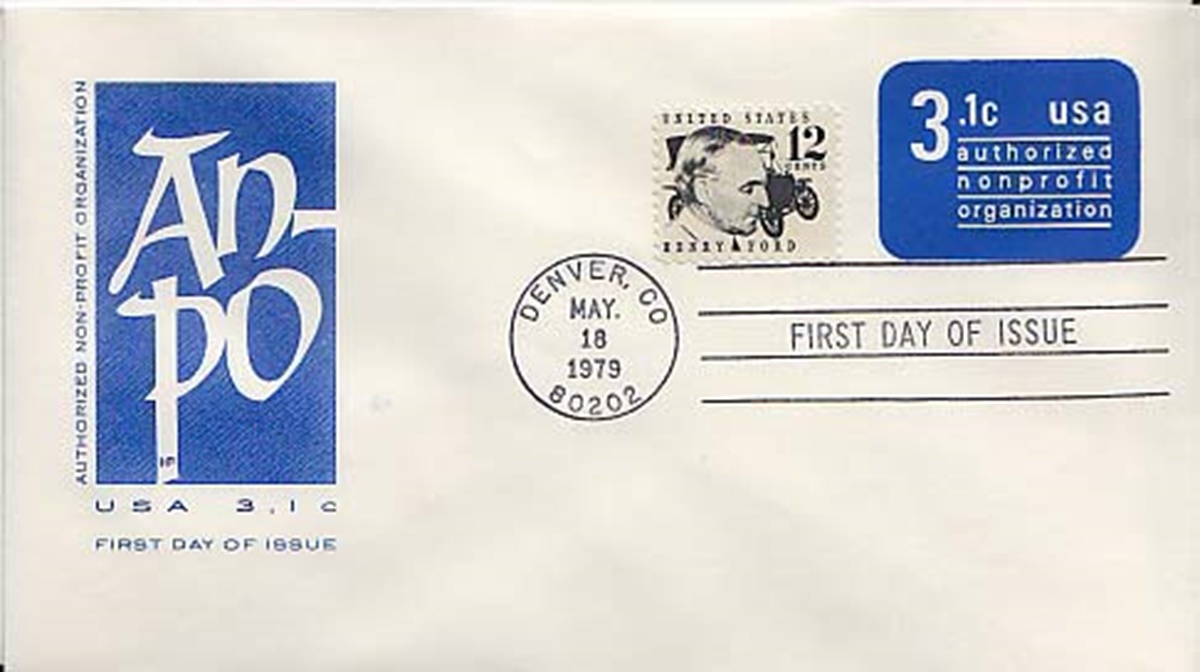 AUTHORIZED NON-PROFIT ORGANIZATION
An-
po
USA 3.1c
FIRST DAY OF ISSUE
UNITED STATES
12
CENTS
HENRY FORD
3.1c usa
authorized
nonprofit
organization
DENVER, CO
MAY.
18
1979
80202
FIRST DAY OF ISSUE